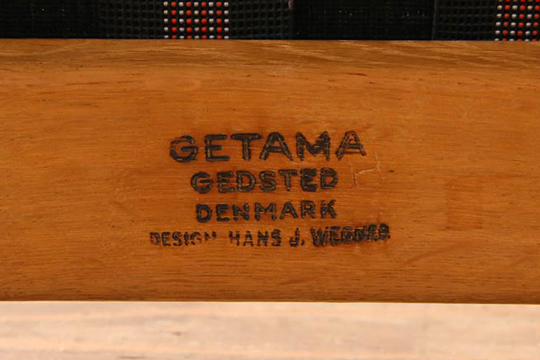 GETAMA
GEDSTED
DENMARK
DESIGN HANS J. WEGNER